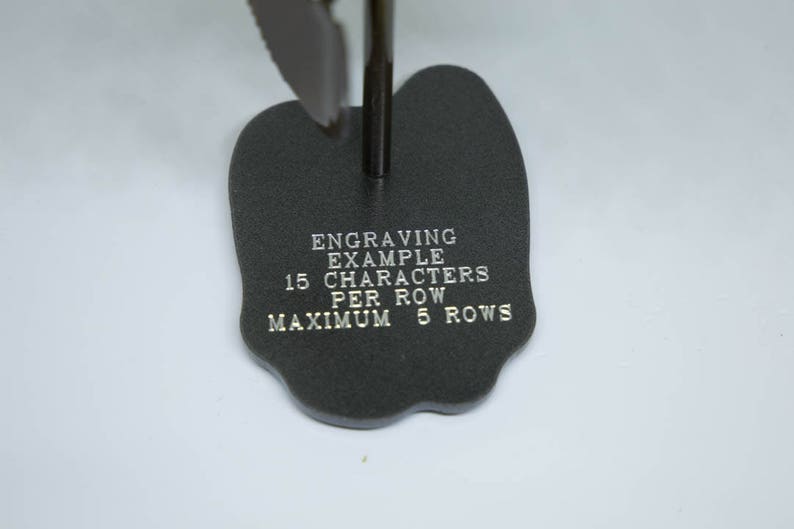 ENGRAVING
EXAMPLE
15 CHARACTERS
PER ROW
MAXIMUM  5 ROWS